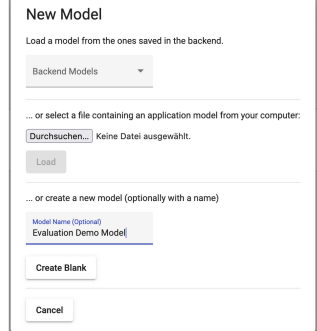 New Model
Load a model from the ones saved in the backend.
Backend Models
... or select a file containing an application model from your computer:
Durchsuchen... Keine Datei ausgewählt.
Load
... or create a new model (optionally with a name)
Model Name (Optional)
Evaluation Demo Model
Create Blank
Cancel